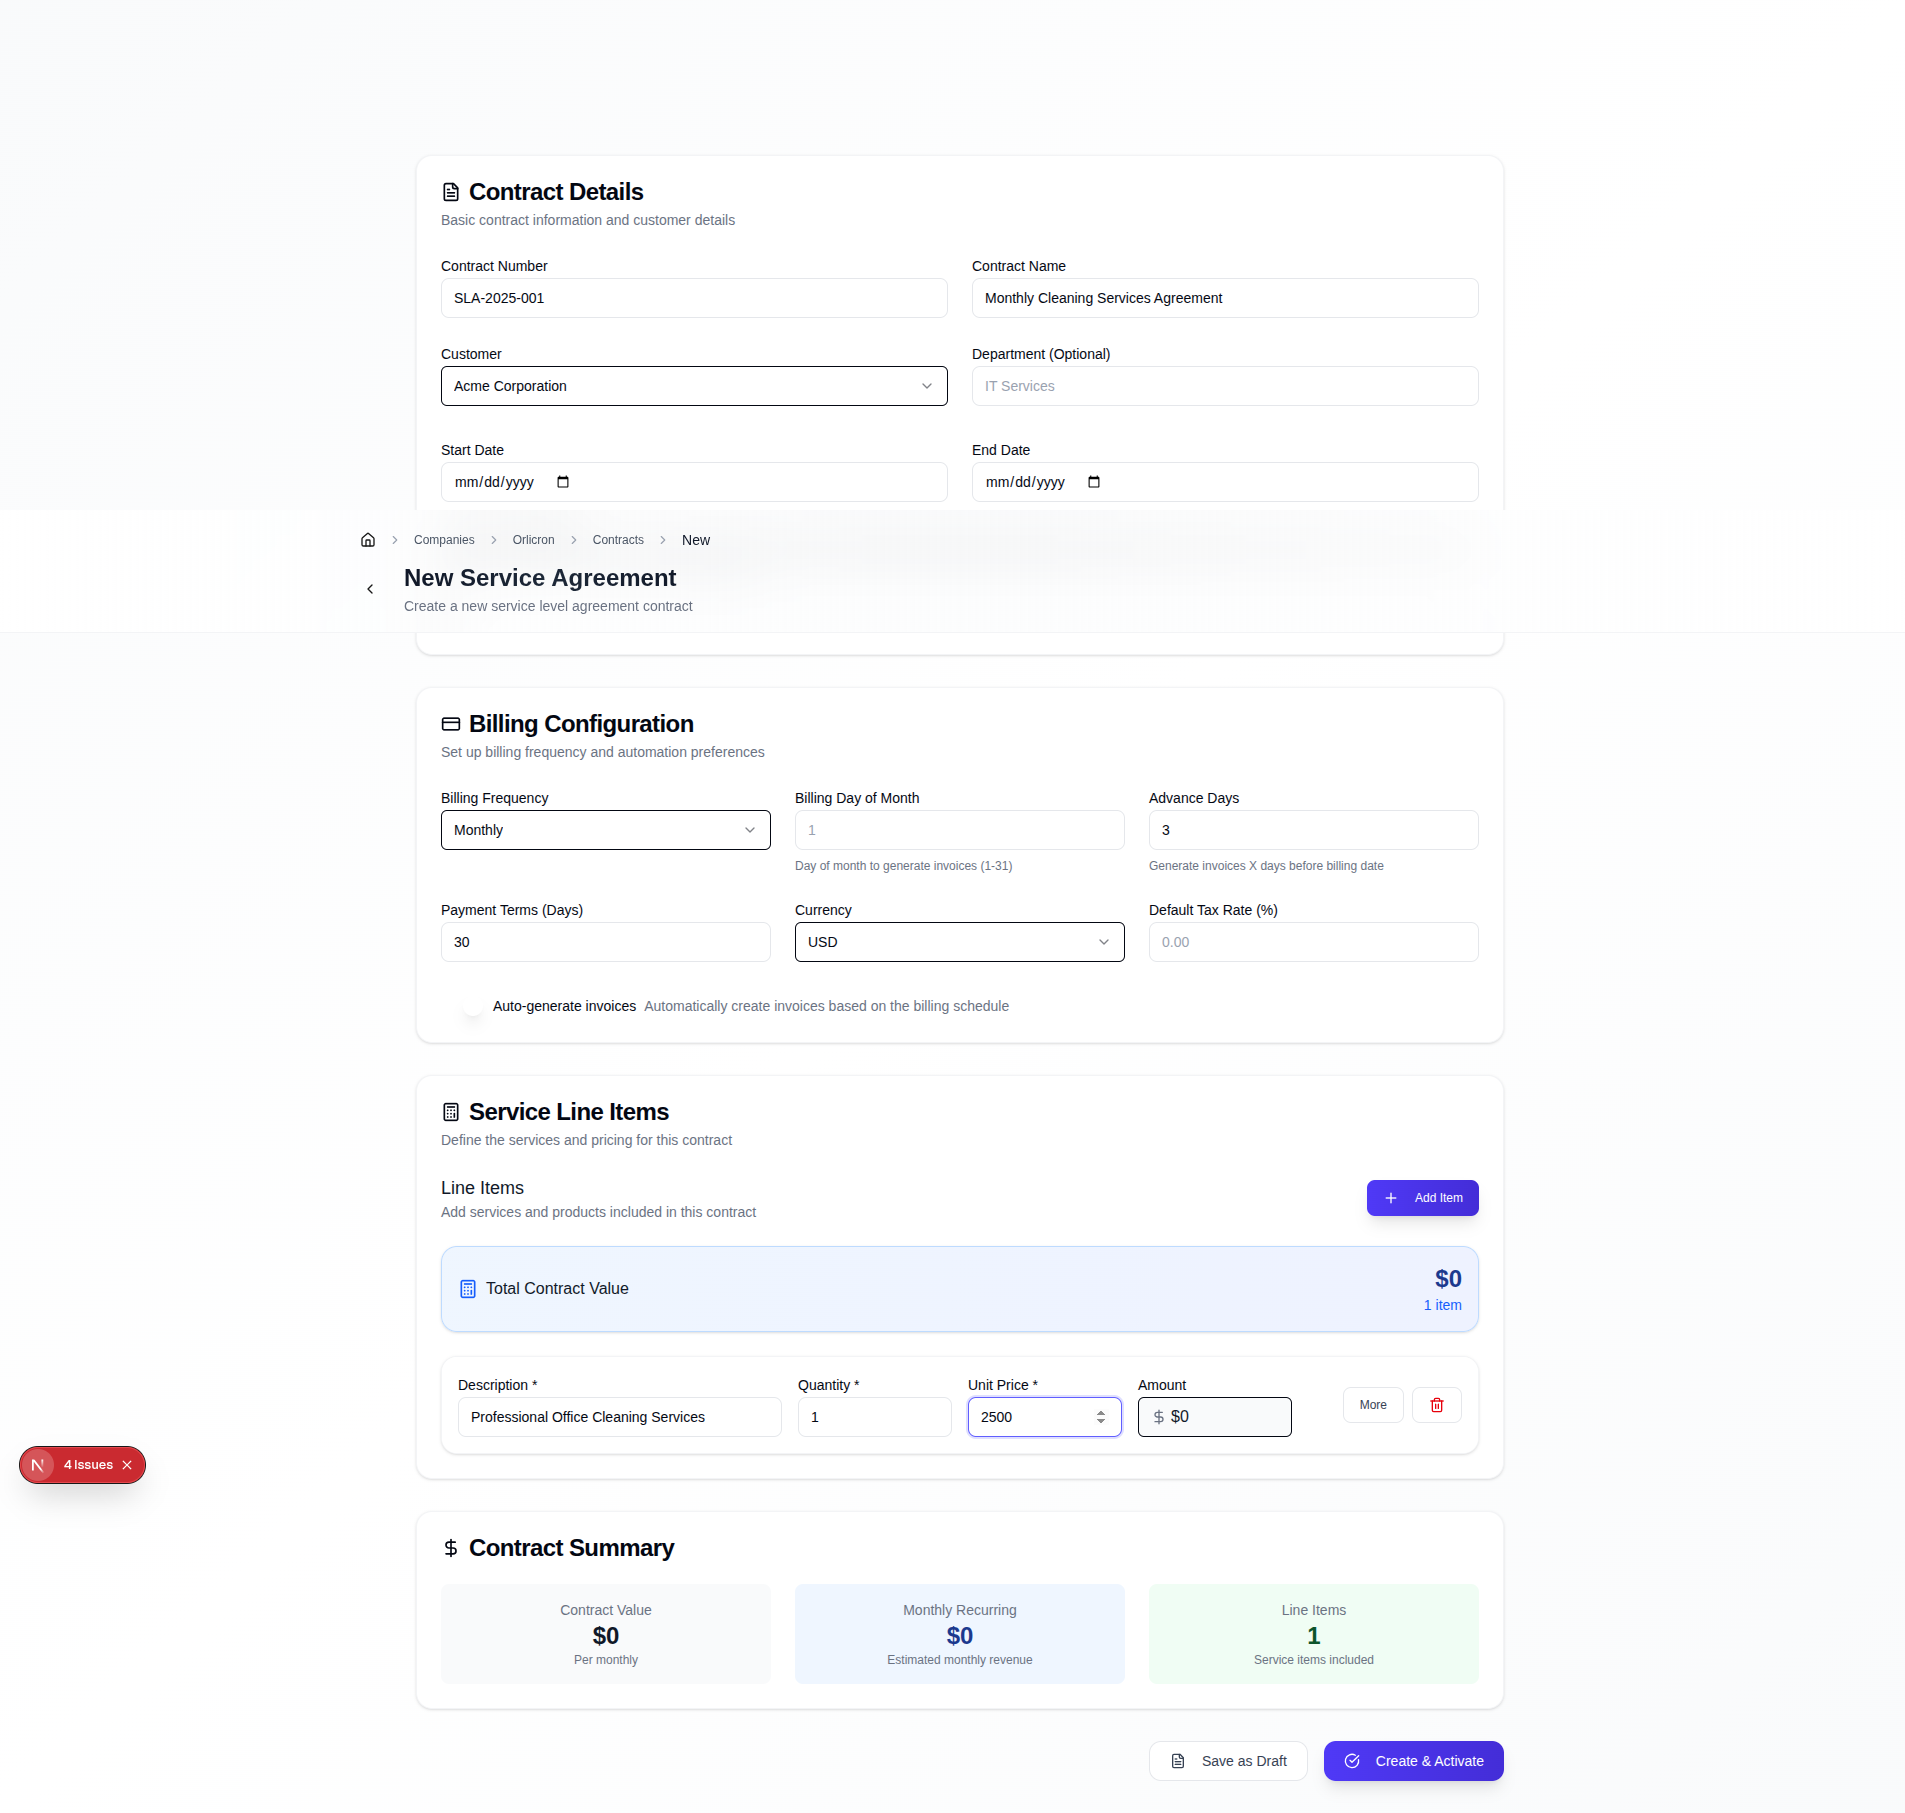 Contract Details
Basic contract information and customer details
Contract Number
Contract Name
SLA-2025-001
Monthly Cleaning Services Agreement
Customer
Department (Optional)
Acme Corporation
IT Services
Start Date
End Date
mm/dd/yyyy
mm/dd/yyyy
Companies
Orlicron
Contracts
New
New Service Agreement
Create a new service level agreement contract
Billing Configuration
Set up billing frequency and automation preferences
Billing Frequency
Billing Day of Month
Advance Days
Monthly
1
3
Day of month to generate invoices (1-31)
Generate invoices X days before billing date
Payment Terms (Days)
Currency
Default Tax Rate (%)
30
USD
0.00
Auto-generate invoices Automatically create invoices based on the billing schedule
Service Line Items
Define the services and pricing for this contract
Line Items
Add services and products included in this contract
Add Item
Total Contract Value
$0
1 item
Description *
Quantity *
Unit Price *
Amount
Professional Office Cleaning Services
1
2500
$ $0
More
N 4 Issues
Contract Summary
Contract Value
$0
Per monthly
Monthly Recurring
$0
Estimated monthly revenue
Line Items
1
Service items included
Save as Draft
Create & Activate